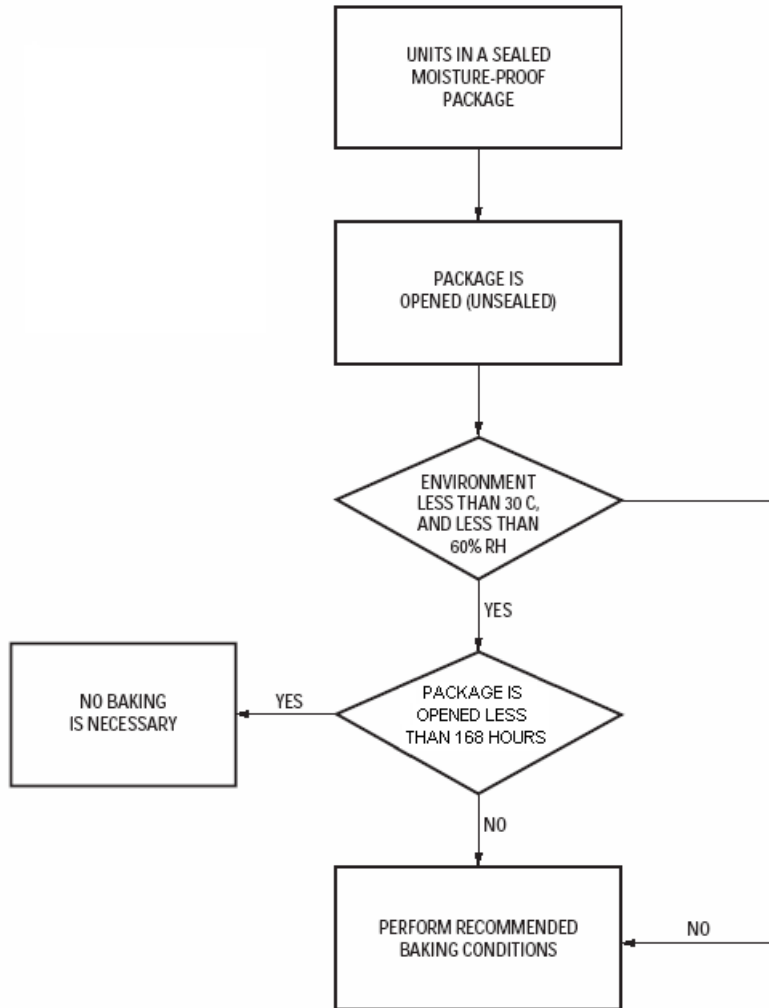 UNITS IN A SEALED
MOISTURE-PROOF
PACKAGE
PACKAGE IS
OPENED (UNSEALED)
ENVIRONMENT
LESS THAN 30 C,
AND LESS THAN
60% RH
YES
PACKAGE IS
OPENED LESS
THAN 168 HOURS
YES
NO BAKING
IS NECESSARY
NO
PERFORM RECOMMENDED
BAKING CONDITIONS
NO